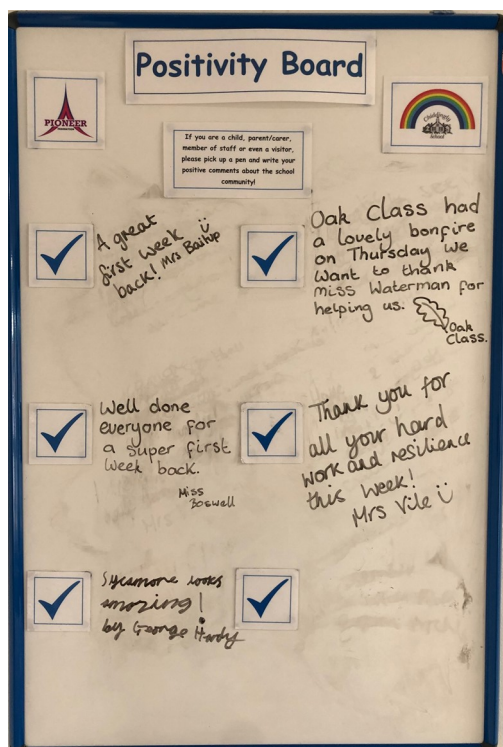 Positivity Board
PIONEER
Chiddingly
School
If you are a child, parent/carer,
member of staff or even a visitor,
please pick up a pen and write your
positive comments about the school
community!
A great
first week
back! Mrs Bailup
Oak Class had
a lovely bonfire
on Thursday we
want to thank
miss Waterman for
helping us.
Oak
Class.
Well done
everyone for
a super first
week back.
Miss
Boswell
Thank you for
all your hard
work and resilience
this week!
Mrs Vile
Sycamore looks
amazing!
by George Hardy